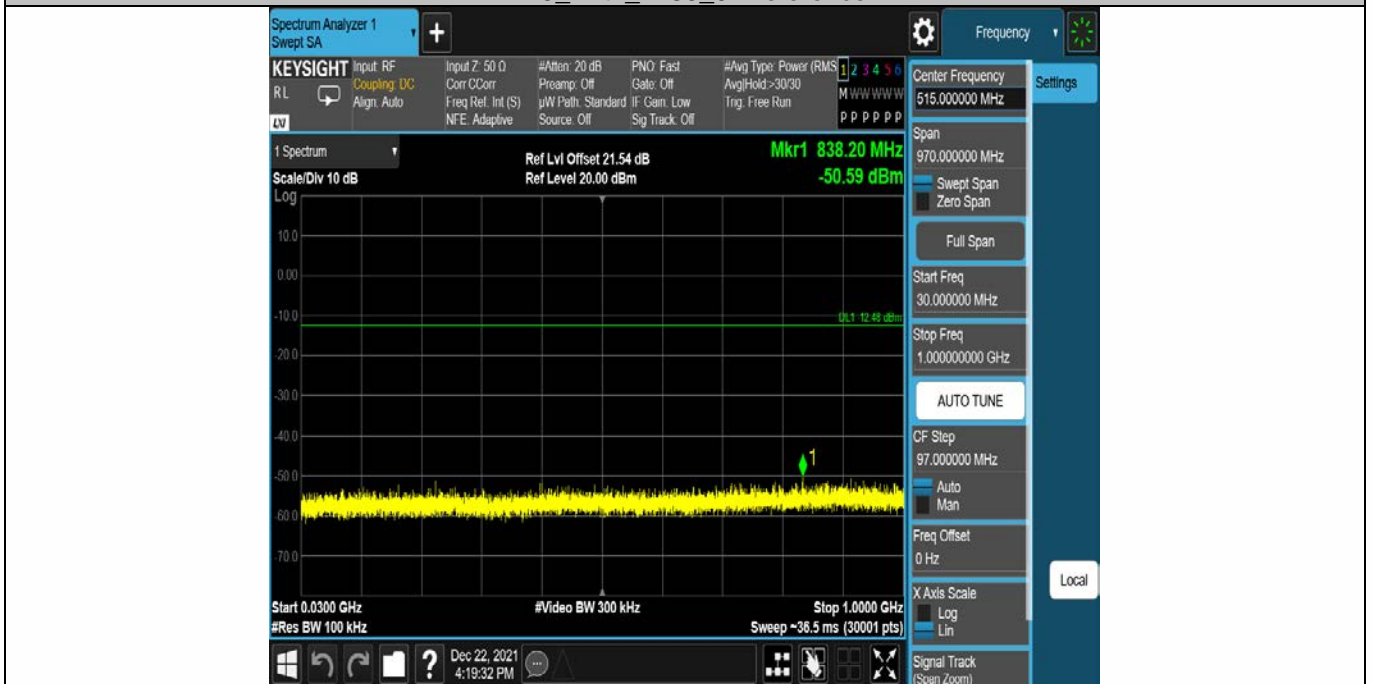 Spectrum Analyzer 1
Swept SA
+
Frequency
KEYSIGHT
RL
LXI
Input: RF
Coupling: DC
Align: Auto
Input Z: 50 Ω
Corr CCorr
Freq Ref: Int (S)
NFE: Adaptive
#Atten: 20 dB
Preamp: Off
µW Path: Standard
Source: Off
PNO: Fast
Gate: Off
IF Gain: Low
Sig Track: Off
#Avg Type: Power (RMS
Avg|Hold:>30/30
Trig: Free Run
1 2 3 4 5 6
M W W W W W
P P P P P P
1 Spectrum
Scale/Div 10 dB
Log
Ref Lvl Offset 21.54 dB
Ref Level 20.00 dBm
Mkr1 838.20 MHz
-50.59 dBm
10.0
0.00
-10.0
DL1 -12.48 dBm
-20.0
-30.0
-40.0
1
-50.0
-60.0
-70.0
Start 0.0300 GHz
#Res BW 100 kHz
#Video BW 300 kHz
Stop 1.0000 GHz
Sweep ~36.5 ms (30001 pts)
Center Frequency
515.000000 MHz
Settings
Span
970.000000 MHz
Swept Span
Zero Span
Full Span
Start Freq
30.000000 MHz
Stop Freq
1.000000000 GHz
AUTO TUNE
CF Step
97.000000 MHz
Auto
Man
Freq Offset
0 Hz
Local
X Axis Scale
Log
Lin
Signal Track
(Span Zoom)
?
Dec 22, 2021
4:19:32 PM